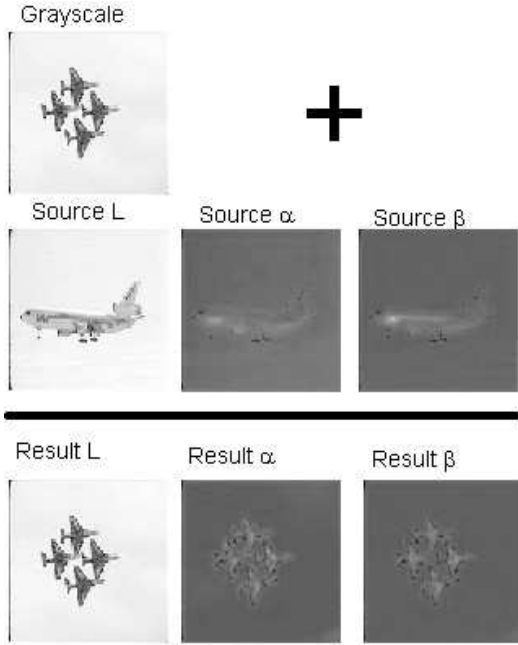 Grayscale
+
Source L Source α Source β
Result L Result α Result β